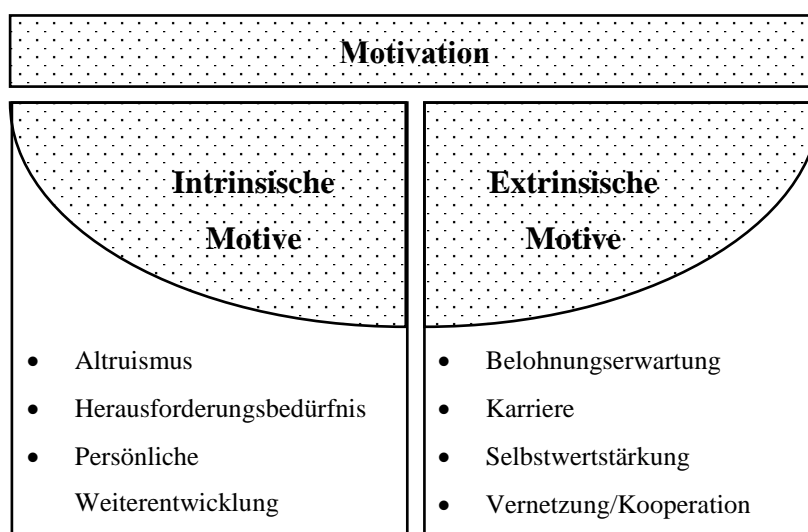 Motivation
Intrinsische
Motive
• Altruismus
• Herausforderungsbedürfnis
• Persönliche
Weiterentwicklung
Extrinsische
Motive
• Belohnungserwartung
• Karriere
• Selbstwertstärkung
• Vernetzung/Kooperation